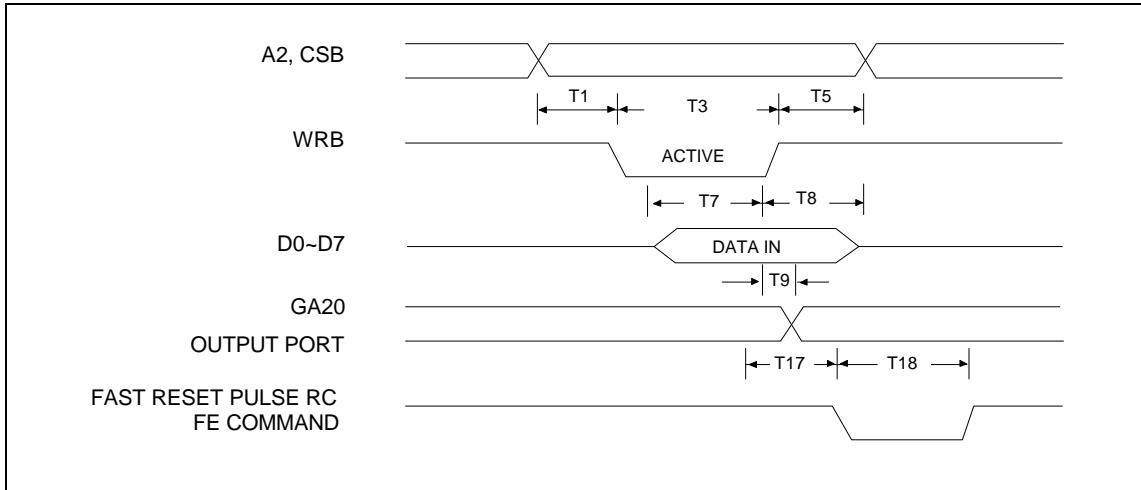 A2, CSB
T1
T3
T5
WRB
ACTIVE
T7
T8
D0~D7
DATA IN
T9
GA20
OUTPUT PORT
T17
T18
FAST RESET PULSE RC
FE COMMAND